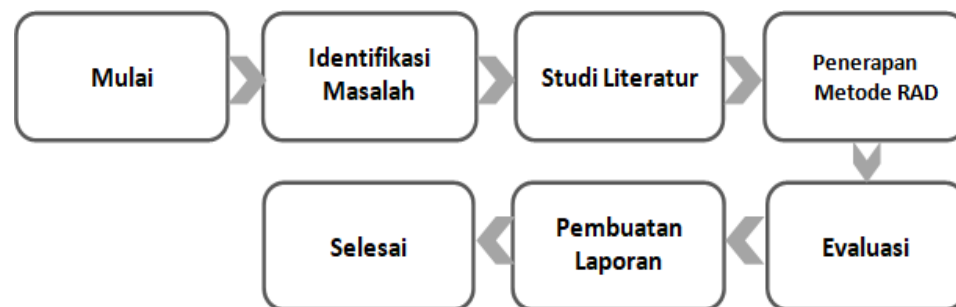 Mulai
Identifikasi
Masalah
Studi Literatur
Penerapan
Metode RAD
Evaluasi
Pembuatan
Laporan
Selesai